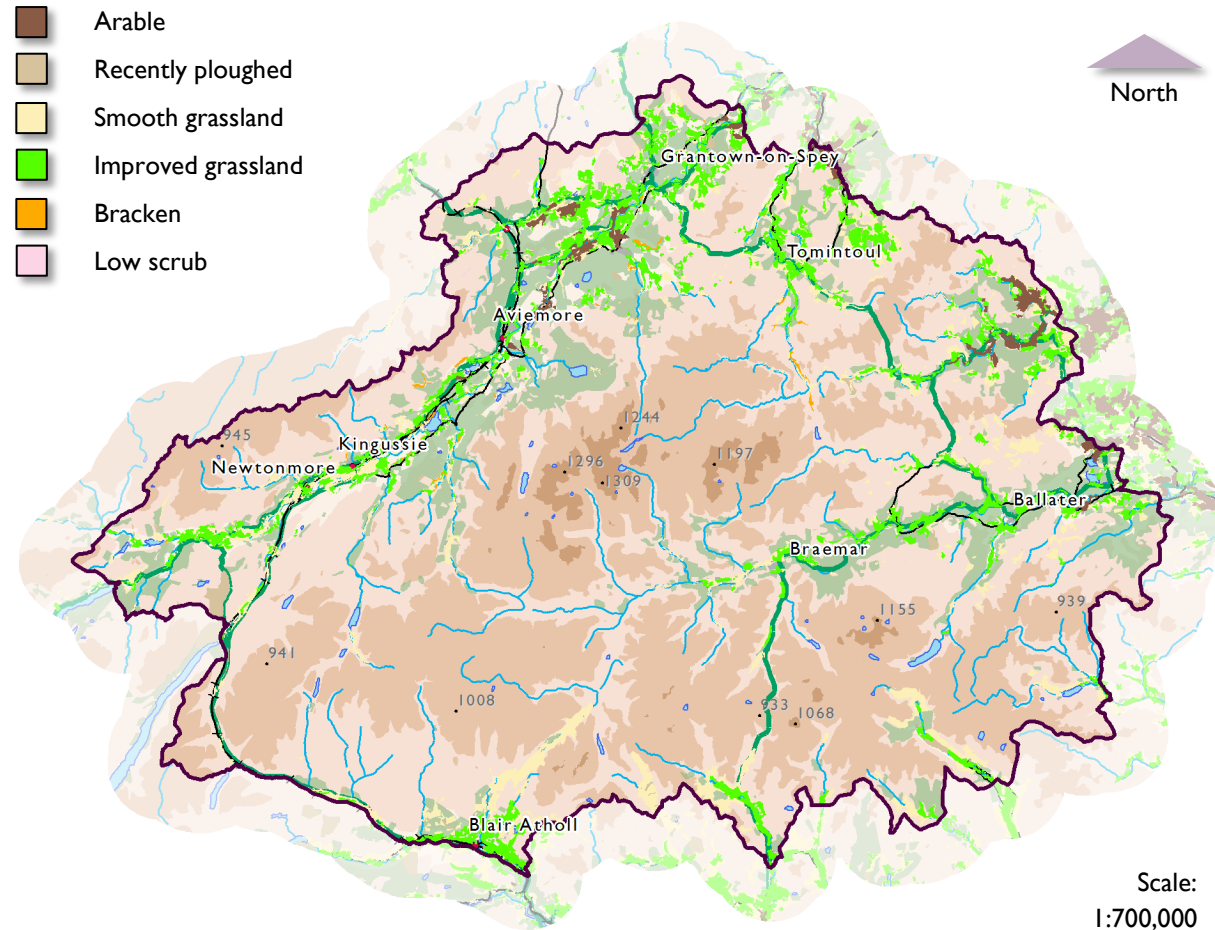 Arable
Recently ploughed
Smooth grassland
Improved grassland
Bracken
Low scrub
North
Grantown-on-Spey
Tomintoul
Aviemore
1244
945
Kingussie
1197
Newtonmore
1296
1309
Ballater
Braemar
1155
939
941
1008
933
1068
Blair Atholl
Scale:
1:700,000